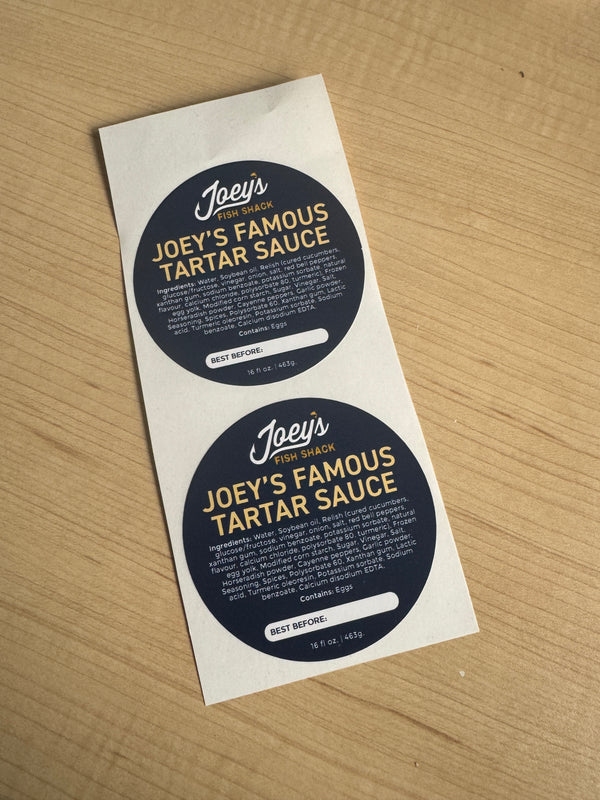 Joey's
FISH SHACK
JOEY'S FAMOUS
TARTAR SAUCE
Ingredients: Water, Soybean oil, Relish (cured cucumbers,
glucose/fructose, vinegar, onion, salt, red bell peppers,
xanthan gum, sodium benzoate, potassium sorbate, natural
flavour, calcium chloride, polysorbate 80, turmeric), Frozen
egg yolk, Modified corn starch, Sugar, Vinegar, Salt,
Horseradish powder, Cayenne peppers, Garlic powder,
Seasoning, Spices, Polysorbate 60, Xanthan gum, Lactic
acid, Turmeric oleoresin, Potassium sorbate, Sodium
benzoate, Calcium disodium EDTA.
Contains: Eggs
BEST BEFORE:
16 fl oz. | 463g.
Joey's
FISH SHACK
JOEY'S FAMOUS
TARTAR SAUCE
Ingredients: Water, Soybean oil, Relish (cured cucumbers,
glucose/fructose, vinegar, onion, salt, red bell peppers,
xanthan gum, sodium benzoate, potassium sorbate, natural
flavour, calcium chloride, polysorbate 80, turmeric), Frozen
egg yolk, Modified corn starch, Sugar, Vinegar, Salt,
Horseradish powder, Cayenne peppers, Garlic powder,
Seasoning, Spices, Polysorbate 60, Xanthan gum, Lactic
acid, Turmeric oleoresin, Potassium sorbate, Sodium
benzoate, Calcium disodium EDTA.
Contains: Eggs
BEST BEFORE:
16 fl oz. | 463g.